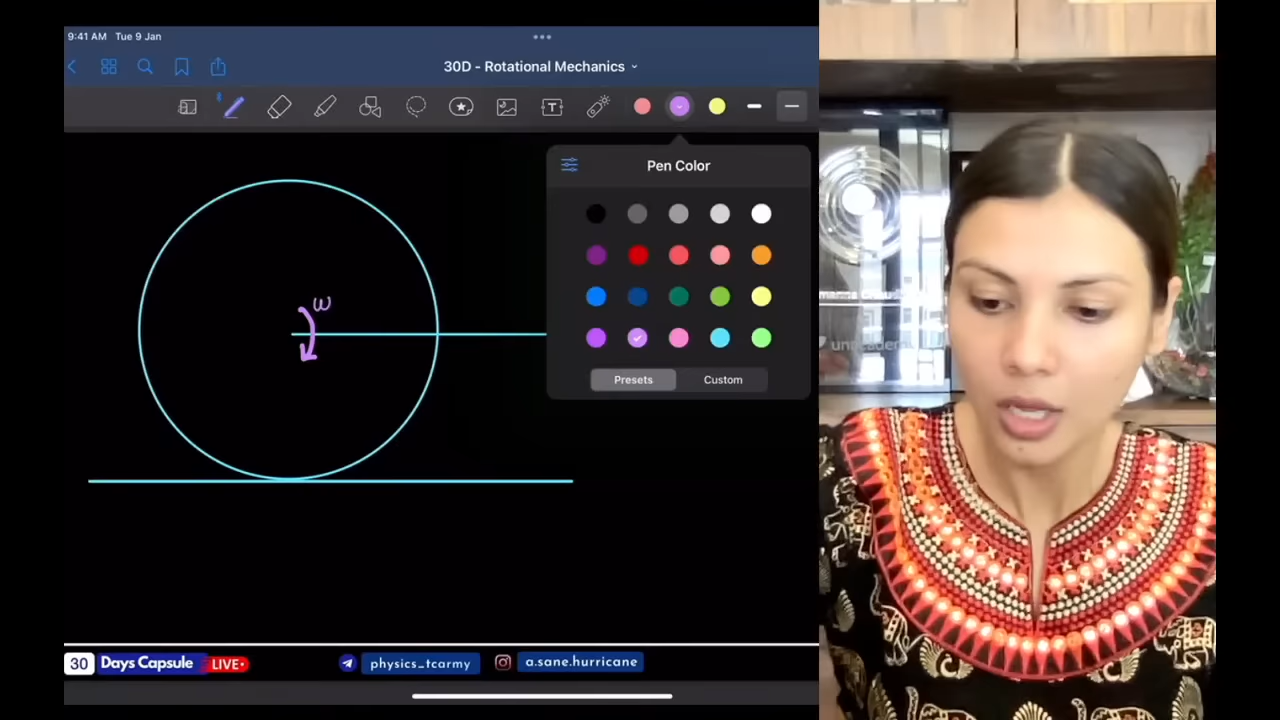 9:41 AM Tue 9 Jan
30D - Rotational Mechanics
T
Pen Color
ω
Presets Custom
30 Days Capsule LIVE
physics_tcarmy
a.sane.hurricane